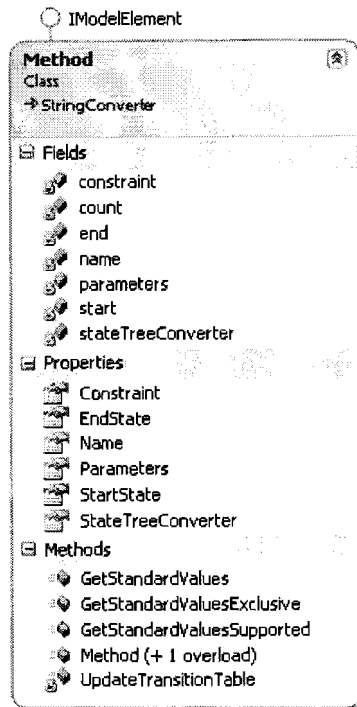 IModelElement
Method
Class
StringConverter
Fields
constraint
count
end
name
parameters
start
stateTreeConverter
Properties
Constraint
EndState
Name
Parameters
StartState
StateTreeConverter
Methods
GetStandardValues
GetStandardValuesExclusive
GetStandardValuesSupported
Method (+ 1 overload)
UpdateTransitionTable